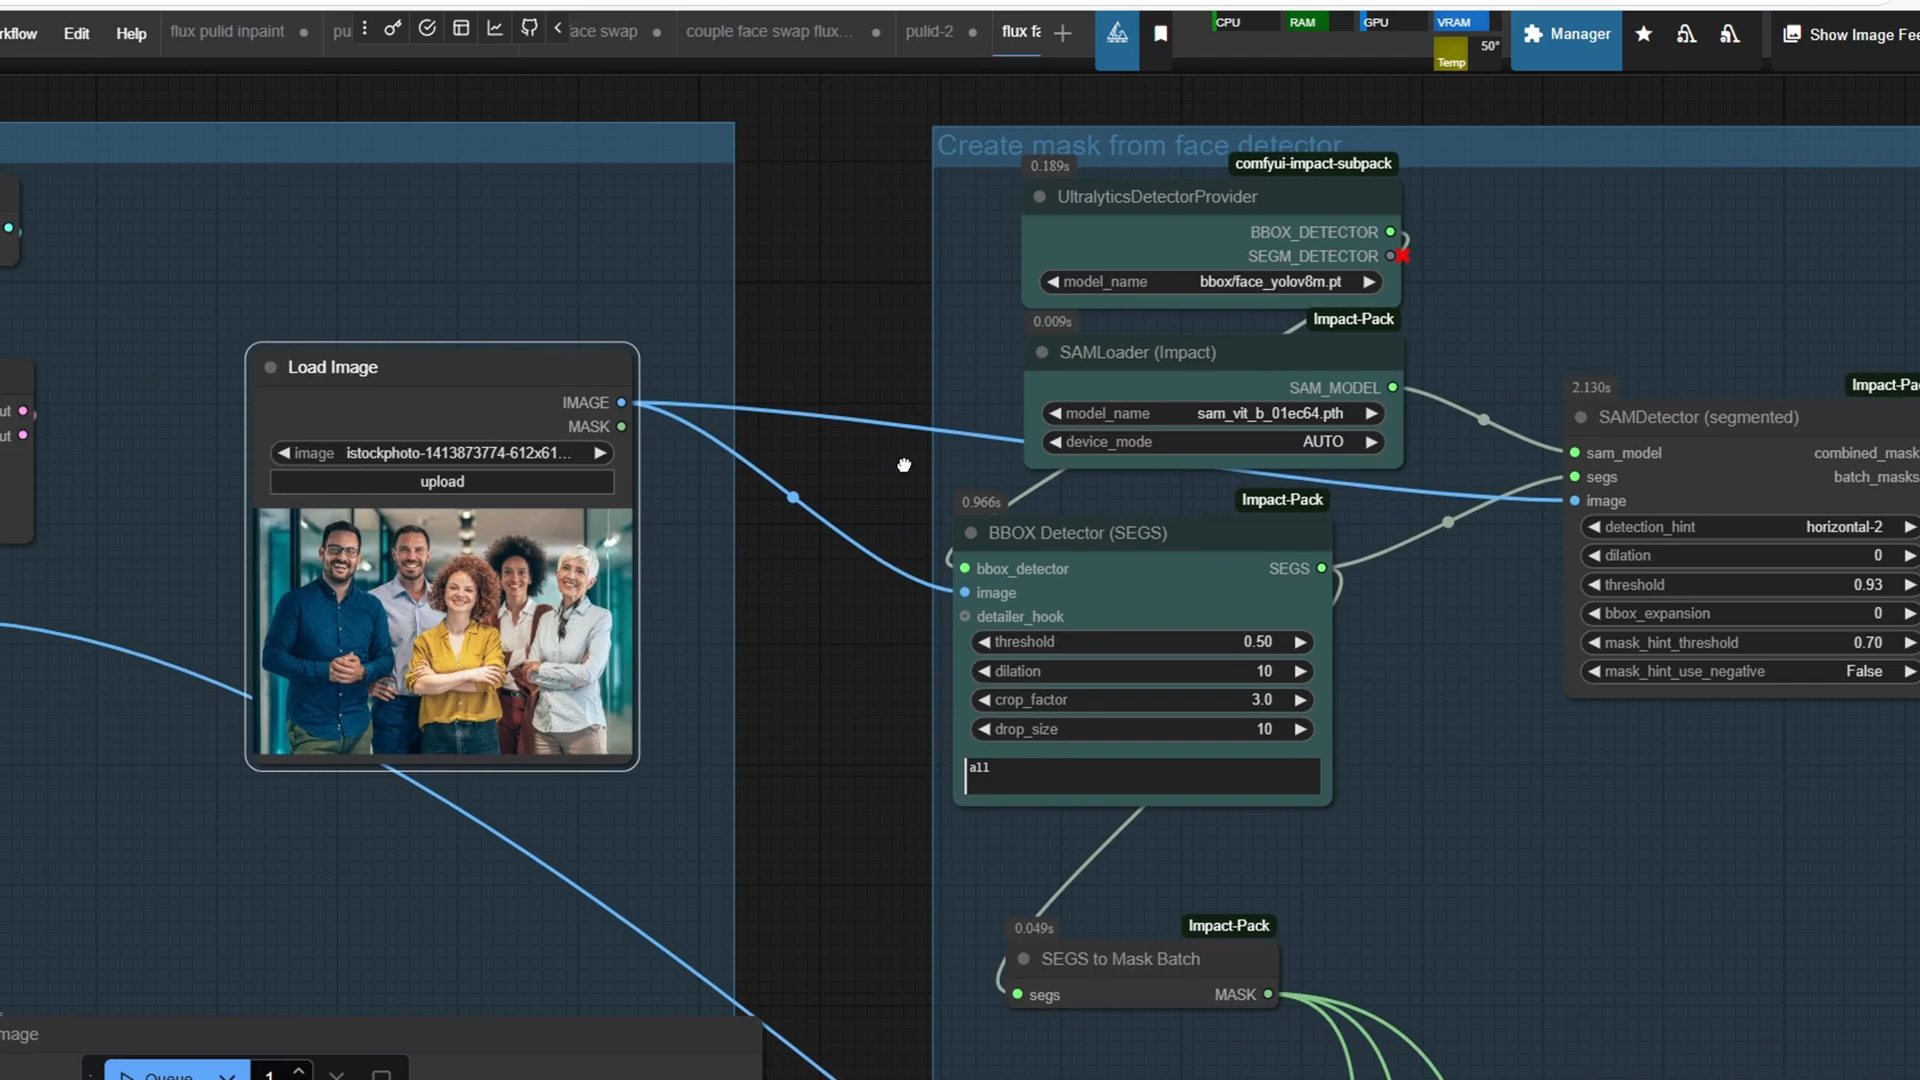 rkflow Edit Help
flux pulid inpaint
pu
ace swap
couple face swap flux...
pulid-2
flux fa
CPU
RAM
GPU
VRAM
50°
Temp
Manager
Show Image Fee
Create mask from face detector
0.189s
comfyui-impact-subpack
UltralyticsDetectorProvider
BBOX_DETECTOR
SEGM_DETECTOR
model_name bbox/face_yolov8m.pt
0.009s
Impact-Pack
SAMLoader (Impact)
SAM_MODEL
model_name sam_vit_b_01ec64.pth
device_mode AUTO
Load Image
IMAGE
MASK
image istockphoto-1413873774-612x61...
upload
ut
ut
2.130s
Impact-Pa
SAMDetector (segmented)
sam_model combined_mask
segs batch_masks
image
detection_hint horizontal-2
dilation 0
threshold 0.93
bbox_expansion 0
mask_hint_threshold 0.70
mask_hint_use_negative False
0.966s
Impact-Pack
BBOX Detector (SEGS)
bbox_detector SEGS
image
detailer_hook
threshold 0.50
dilation 10
crop_factor 3.0
drop_size 10
all
0.049s
Impact-Pack
SEGS to Mask Batch
segs MASK
mage
Queue 1